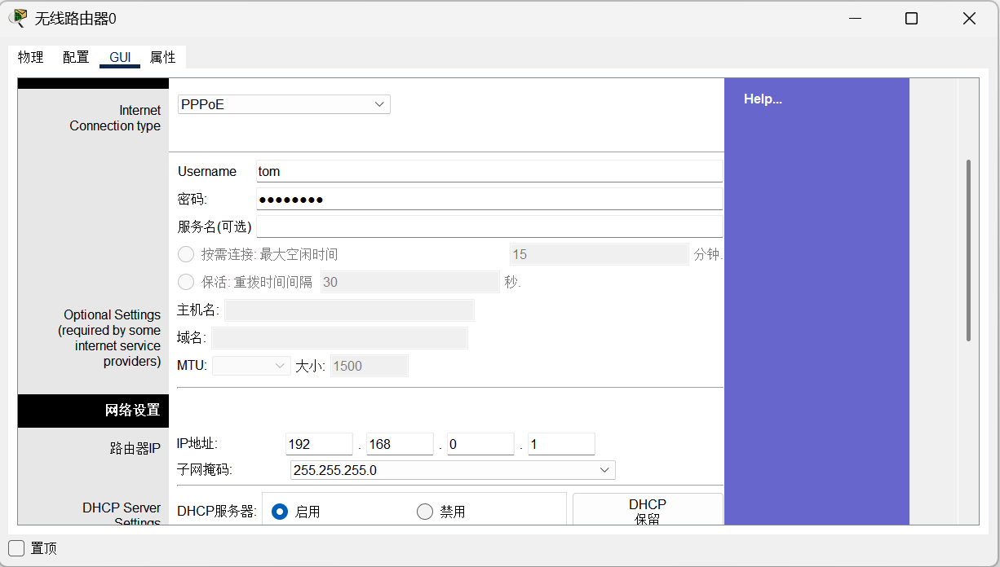 无线路由器0
物理 配置 GUI 属性
Internet
Connection type
PPPoE
Help...
Username tom
密码: ●●●●●●●●
服务名(可选)
按需连接: 最大空闲时间 15 分钟.
保活: 重拨时间间隔 30 秒.
主机名:
域名:
MTU: 大小: 1500
Optional Settings
(required by some
internet service
providers)
网络设置
路由器IP
IP地址: 192 . 168 . 0 . 1
子网掩码: 255.255.255.0
DHCP Server
Settings
DHCP服务器: 启用 禁用
DHCP
保留
置顶